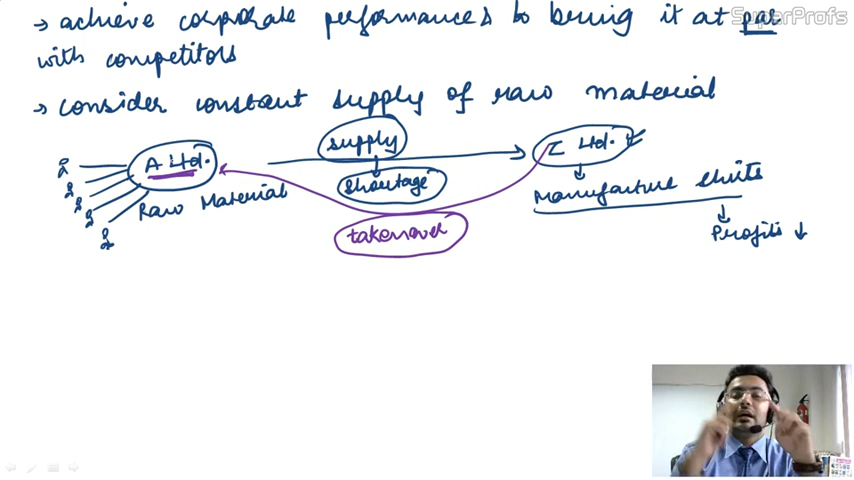 SuperProfs
→ achieve corporate performances to bring it at par
with competitors
→ consider constant supply of raw material
A Ltd. supply Z Ltd.
shortage
Raw Material Manufacture shirts
takeover Profits ↓